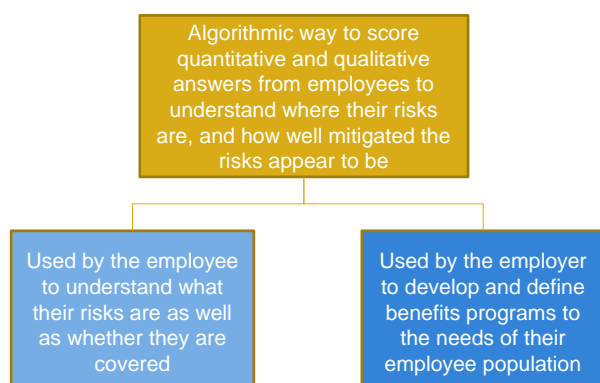 Algorithmic way to score
quantitative and qualitative
answers from employees to
understand where their risks
are, and how well mitigated the
risks appear to be
Used by the employee
to understand what
their risks are as well
as whether they are
covered
Used by the employer
to develop and define
benefits programs to
the needs of their
employee population